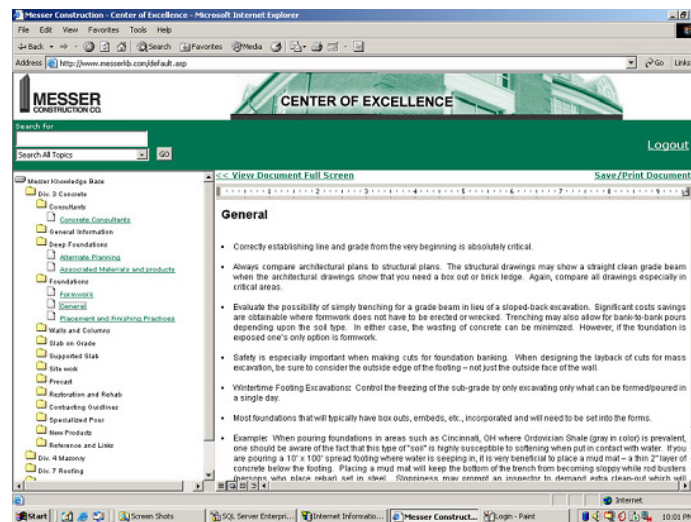 Messer Construction - Center of Excellence - Microsoft Internet Explorer
File Edit View Favorites Tools Help
Back Search Favorites Media
Address http://www.messerkb.com/default.asp Go Links
MESSER
CONSTRUCTION CO.
CENTER OF EXCELLENCE
Search for
Search All Topics GO
Logout
<< View Document Full Screen Save/Print Document
Messer Knowledge Base
Div. 3 Concrete
Consultants
Concrete Consultants
General Information
Deep Foundations
Alternate Planning
Associated Materials and products
Foundations
Formwork
General
Placement and Finishing Practices
Walls and Columns
Slab on Grade
Supported Slab
Site work
Precast
Restoration and Rehab
Contracting Guidlines
Specialized Pour
New Products
Reference and Links
Div. 4 Masonry
Div. 7 Roofing
General
• Correctly establishing line and grade from the very beginning is absolutely critical.
• Always compare architectural plans to structural plans. The structural drawings may show a straight clean grade beam
when the architectural drawings show that you need a box out or brick ledge. Again, compare all drawings especially in
critical areas.
• Evaluate the possibility of simply trenching for a grade beam in lieu of a sloped-back excavation. Significant costs savings
are obtainable where formwork does not have to be erected or wrecked. Trenching may also allow for bank-to-bank pours
depending upon the soil type. In either case, the wasting of concrete can be minimized. However, if the foundation is
exposed one's only option is formwork.
• Safety is especially important when making cuts for foundation banking. When designing the layback of cuts for mass
excavation, be sure to consider the outside edge of the footing – not just the outside face of the wall.
• Wintertime Footing Excavations: Control the freezing of the sub-grade by only excavating only what can be formed/poured in
a single day.
• Most foundations that will typically have box outs, embeds, etc., incorporated and will need to be set into the forms.
• Example: When pouring foundations in areas such as Cincinnati, OH where Ordovician Shale (gray in color) is prevalent,
one should be aware of the fact that this type of "soil" is highly susceptible to softening when put in contact with water. If you
are pouring a 10' x 100' spread footing where water is seeping in, it is very beneficial to place a mud mat – a thin 2" layer of
concrete below the footing. Placing a mud mat will keep the bottom of the trench from becoming sloppy while rod busters
(persons who place rebar) set in steel. Sloppiness may prompt an inspector to demand extra clean-out which will
Internet
Start Screen Shots SQL Server Enterpri... Internet Informatio... Messer Construct... Login - Paint 10:01 PM